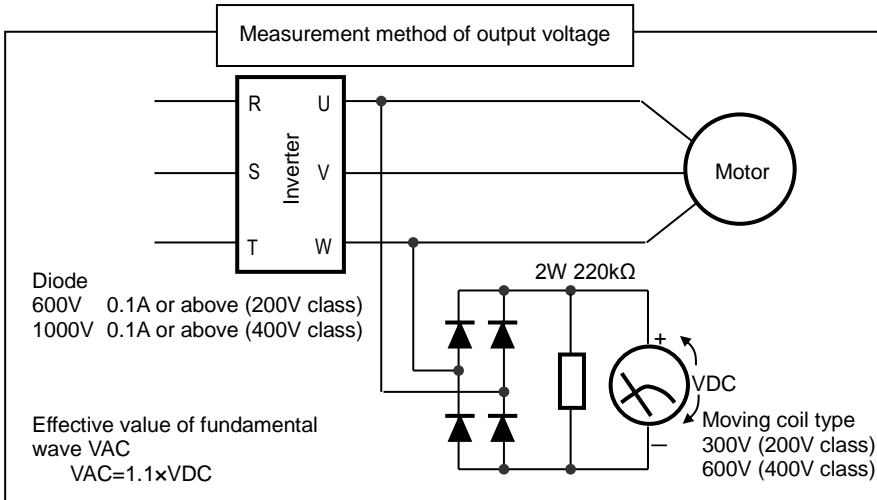 Measurement method of output voltage
R U
S V
T W
Inverter
Motor
Diode
600V 0.1A or above (200V class)
1000V 0.1A or above (400V class)
2W 220kΩ
+
VDC
–
Moving coil type
300V (200V class)
600V (400V class)
Effective value of fundamental
wave VAC
VAC=1.1×VDC